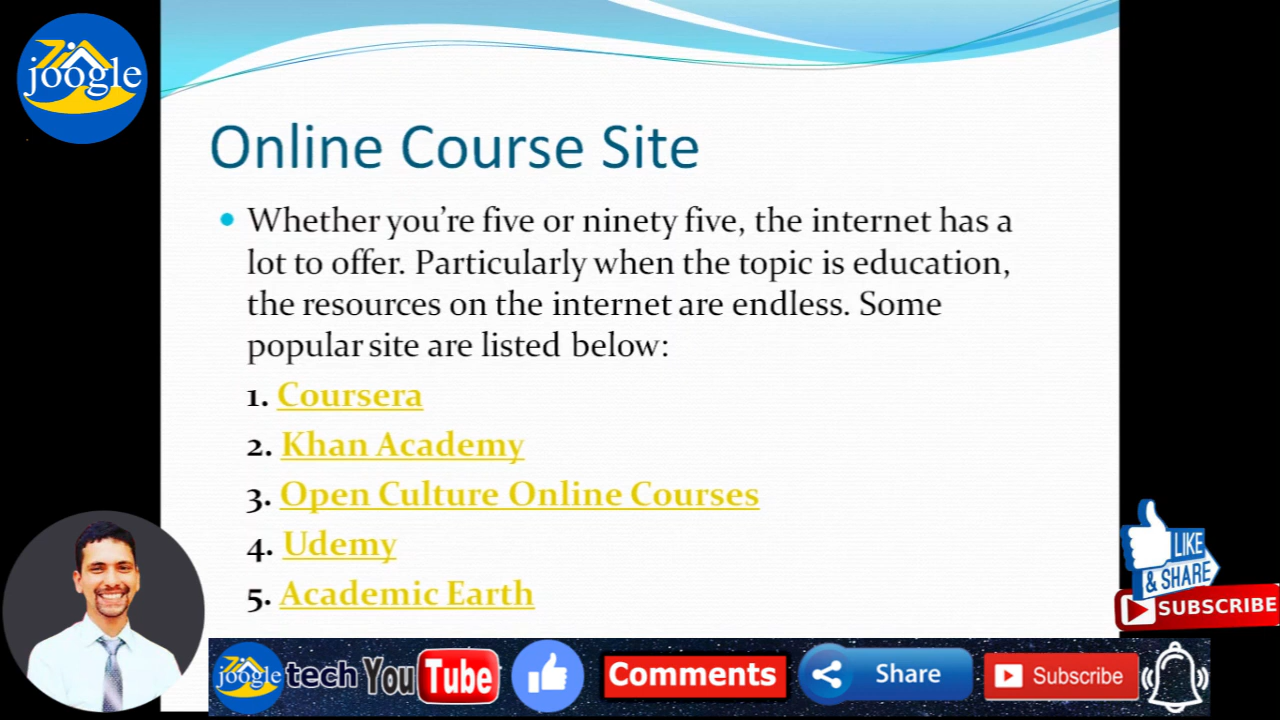 joogle
Online Course Site
• Whether you're five or ninety five, the internet has a
lot to offer. Particularly when the topic is education,
the resources on the internet are endless. Some
popular site are listed below:
1. Coursera
2. Khan Academy
3. Open Culture Online Courses
4. Udemy
5. Academic Earth
LIKE
& SHARE
SUBSCRIBE
joogle tech YouTube Comments Share Subscribe